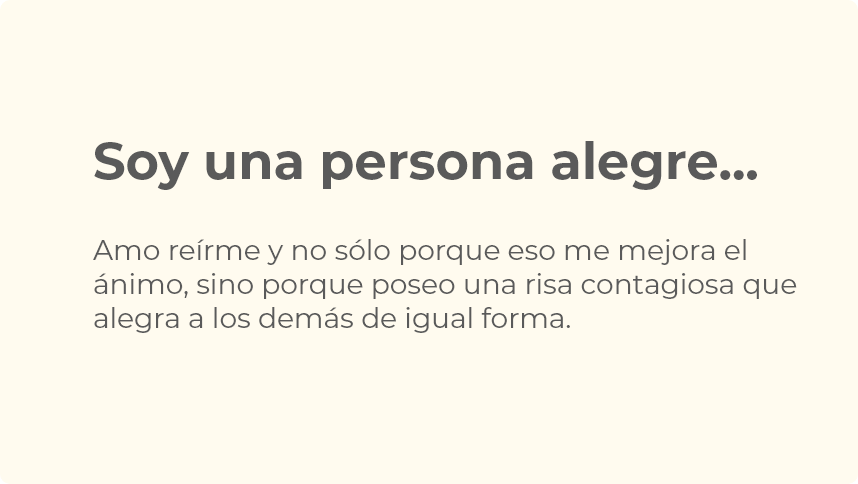 Soy una persona alegre...
Amo reírme y no sólo porque eso me mejora el
ánimo, sino porque poseo una risa contagiosa que
alegra a los demás de igual forma.